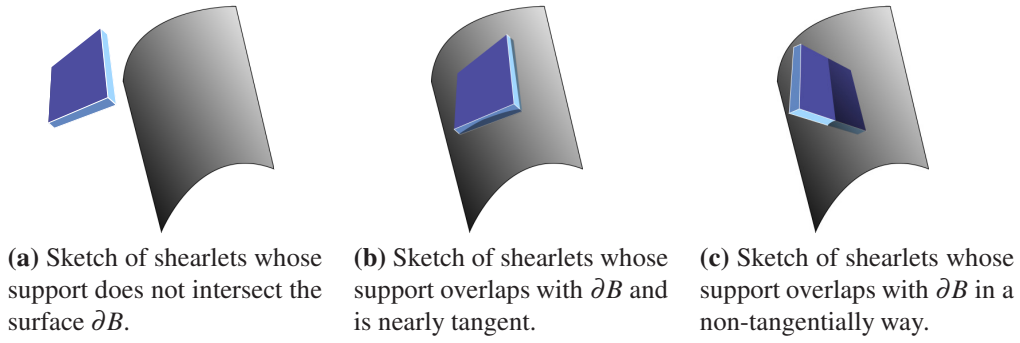 (a) Sketch of shearlets whose
support does not intersect the
surface ∂B.
(b) Sketch of shearlets whose
support overlaps with ∂B and
is nearly tangent.
(c) Sketch of shearlets whose
support overlaps with ∂B in a
non-tangentially way.